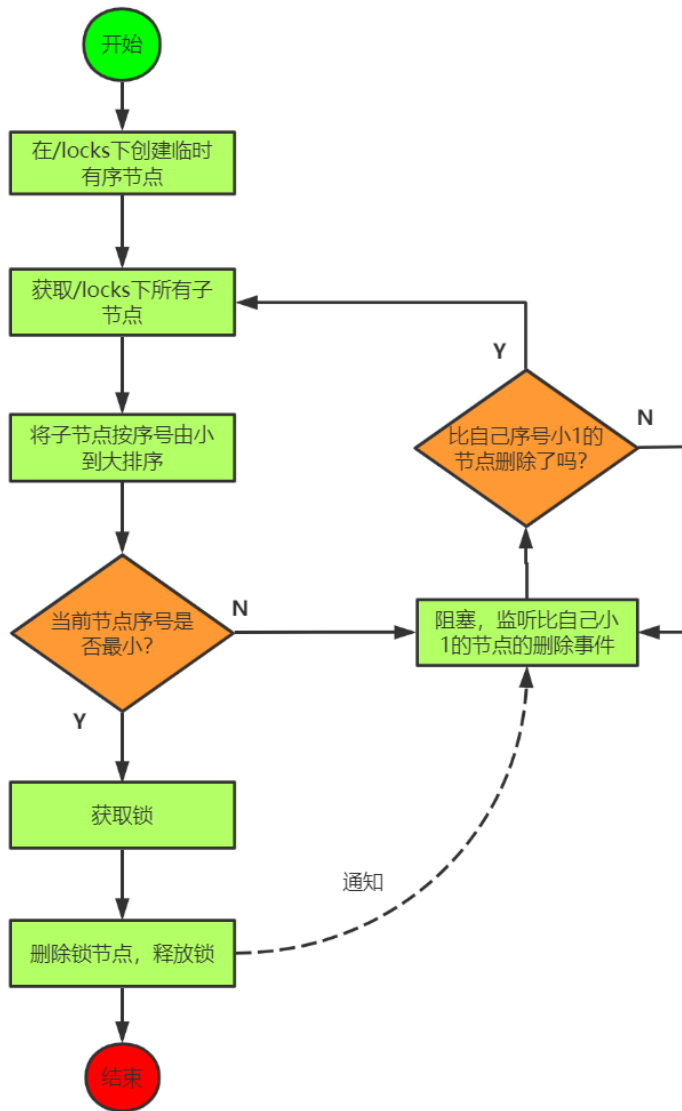 开始
在/locks下创建临时
有序节点
获取/locks下所有子
节点
将子节点按序号由小
到大排序
当前节点序号是
否最小?
Y
N
获取锁
删除锁节点，释放锁
结束
通知
阻塞，监听比自己小
1的节点的删除事件
比自己序号小1的
节点删除了吗?
Y
N